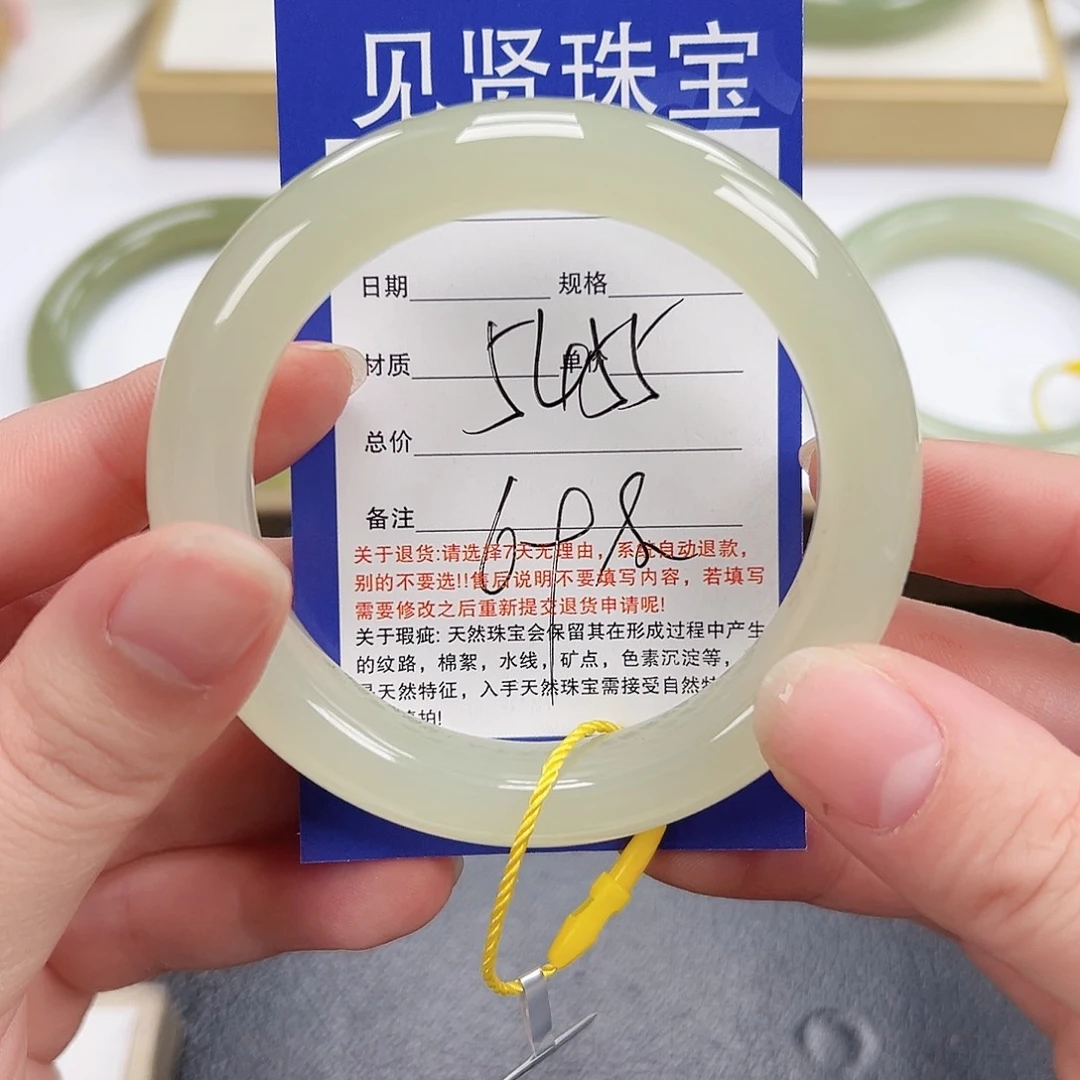 见贤珠宝
日期 规格
材质 单价
总价
备注
关于退货:请选择7天无理由，系统自动退款，
别的不要选!!售后说明不要填写内容，若填写
需要修改之后重新提交退货申请呢!
关于瑕疵: 天然珠宝会保留其在形成过程中产生
的纹路，棉絮，水线，矿点，色素沉淀等，
是天然特征，入手天然珠宝需接受自然特
拍!